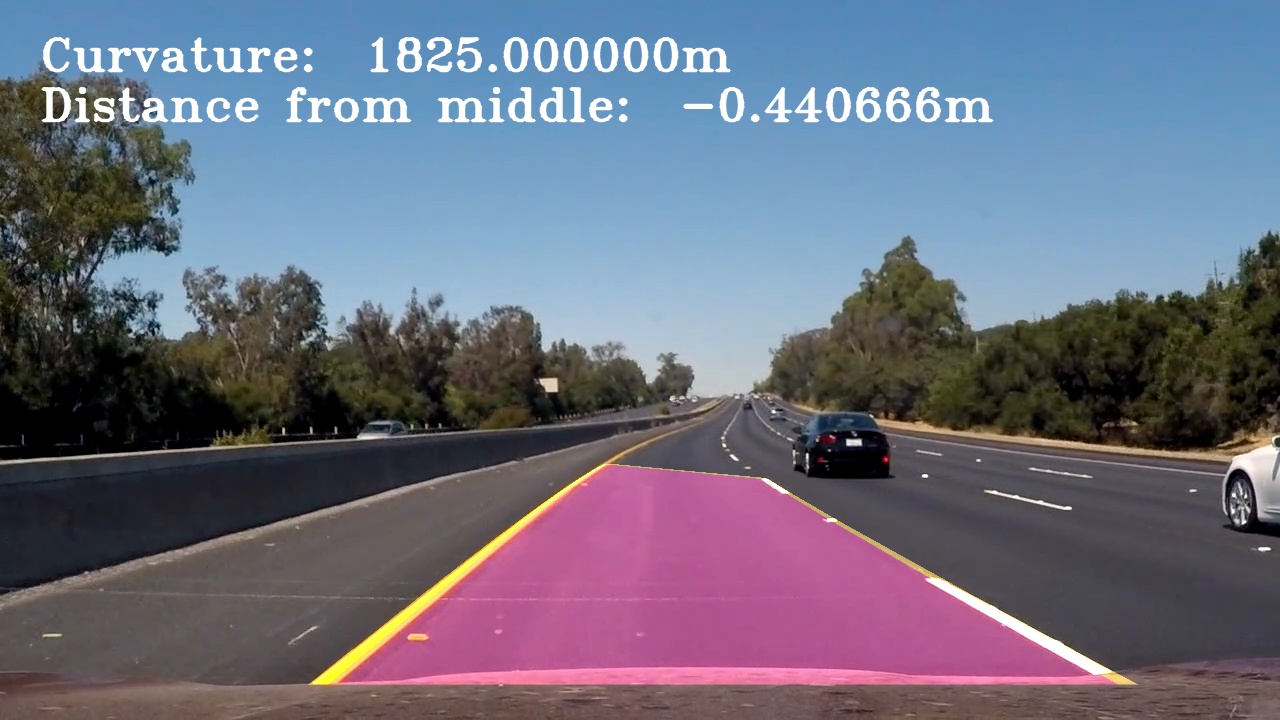 Curvature:  1825.000000m
Distance from middle:  −0.440666m